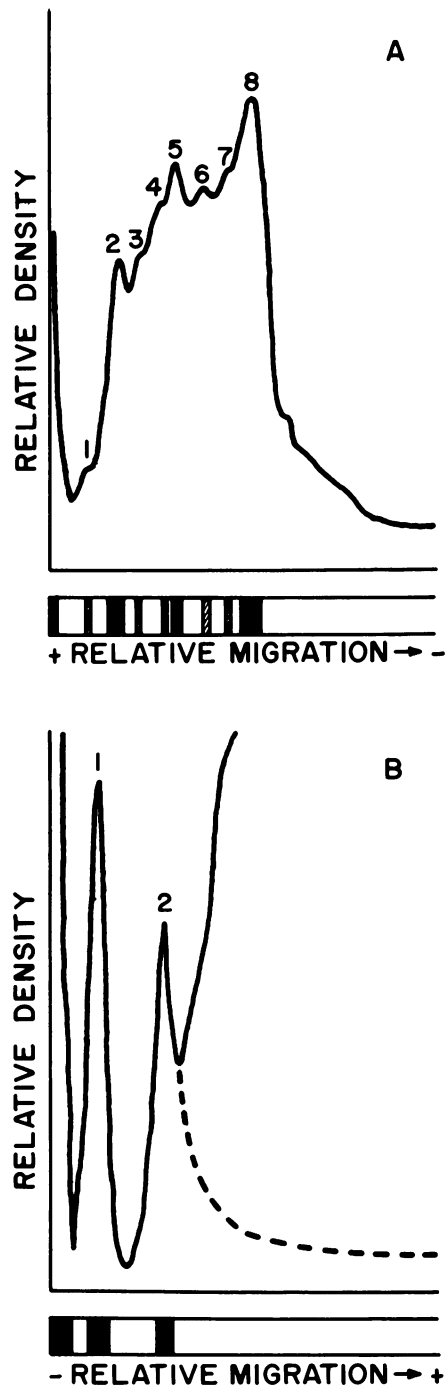 A
8
5
7
6
4
2 3
1
RELATIVE DENSITY
+ RELATIVE MIGRATION → -
B
1
2
RELATIVE DENSITY
- RELATIVE MIGRATION → +